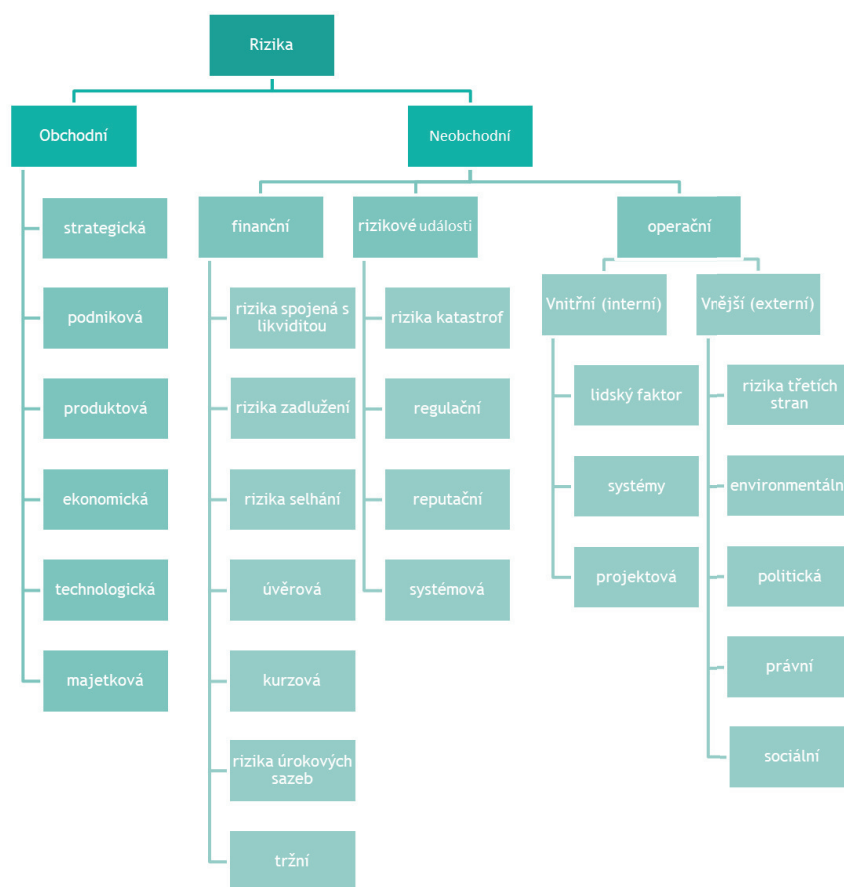 Rizika
Obchodní
Neobchodní
strategická
podniková
produktová
ekonomická
technologická
majetková
finanční
rizika spojená s
likviditou
rizika zadlužení
rizika selhání
úvěrová
kurzová
rizika úrokových
sazeb
tržní
rizikové události
rizika katastrof
regulační
reputační
systémová
operační
Vnitřní (interní)
lidský faktor
systémy
projektová
Vnější (externí)
rizika třetích
stran
environmentáln
politická
právní
sociální